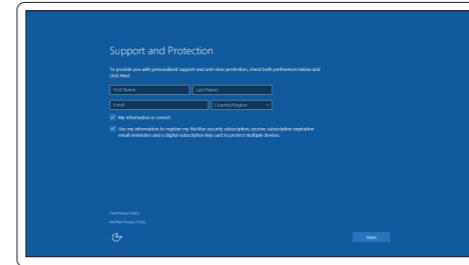 Support and Protection
To provide you with personalized support and anti-virus protection, check both preferences below and
click Next.
First Name
Last Name
Email
Country/Region
My information is correct.
Use my information to register my McAfee security subscription, receive subscription expiration
email reminders and a digital subscription key card to protect multiple devices.
Dell Privacy Policy
McAfee Privacy Policy
Next